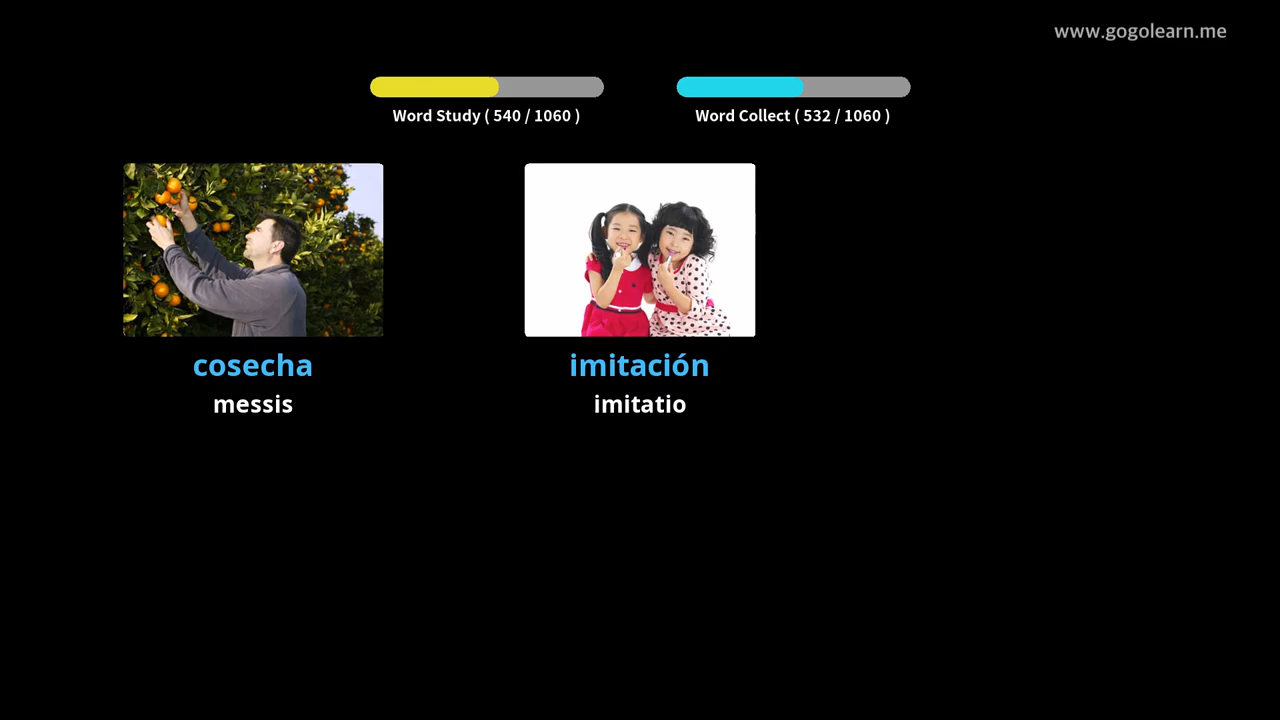 www.gogolearn.me
Word Study ( 540 / 1060 )
Word Collect ( 532 / 1060 )
cosecha
messis
imitación
imitatio